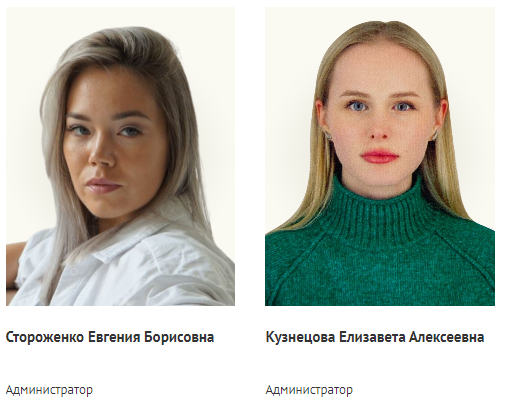 Стороженко Евгения Борисовна
Кузнецова Елизавета Алексеевна
Администратор
Администратор